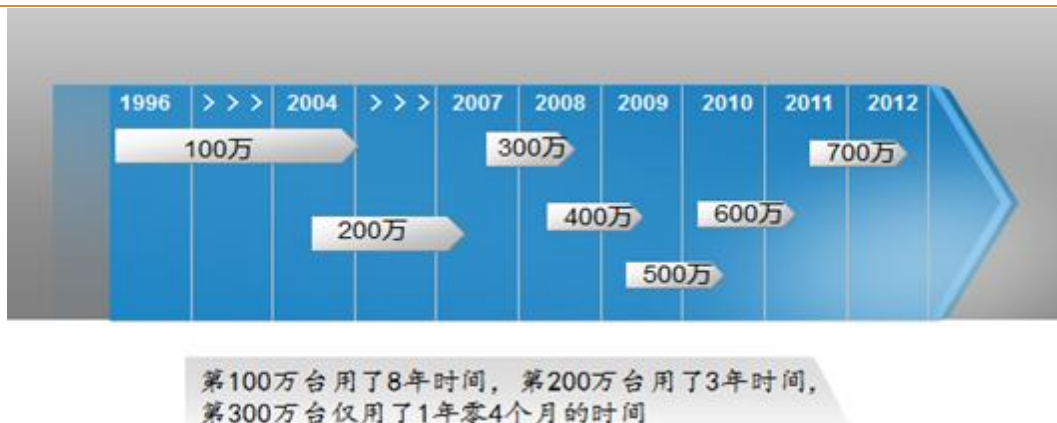 1996 >>> 2004 >>> 2007 2008 2009 2010 2011 2012
100万 300万 700万
200万 400万 600万
500万
第100万台用了8年时间，第200万台用了3年时间，
第300万台仅用了1年零4个月的时间